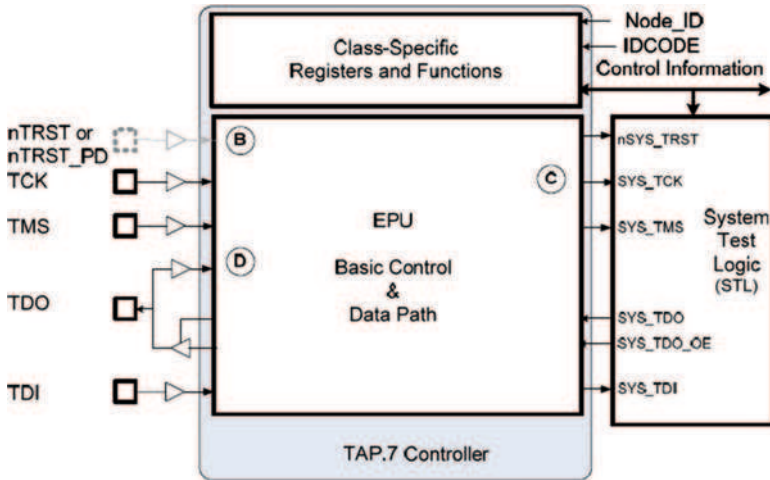 Node_ID
IDCODE
Control Information
Class-Specific
Registers and Functions
nTRST or
nTRST_PD
TCK
TMS
TDO
TDI
B
C
D
EPU
Basic Control
&
Data Path
nSYS_TRST
SYS_TCK
SYS_TMS
SYS_TDO
SYS_TDO_OE
SYS_TDI
System
Test
Logic
(STL)
TAP.7 Controller